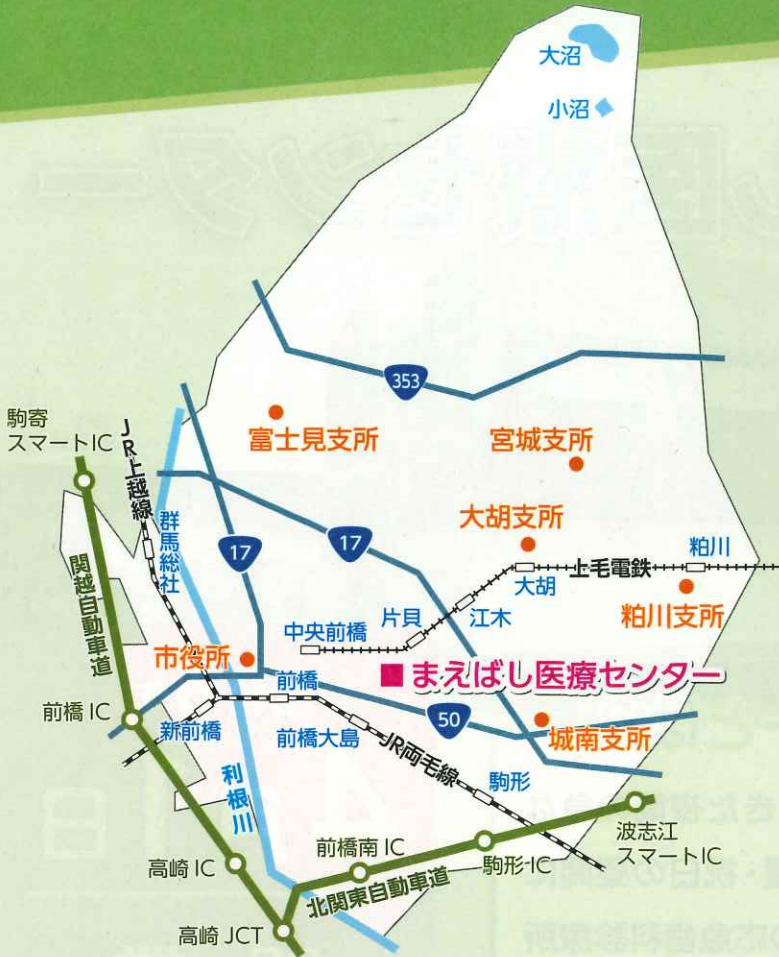 大沼
小沼
353
駒寄
スマートIC
JR上越線
富士見支所
宮城支所
大胡支所
群馬総社
17
17
関越自動車道
上毛電鉄
粕川
大胡
江木
片貝
中央前橋
粕川支所
市役所
まえばし医療センター
前橋
前橋 IC
新前橋
前橋大島
50
城南支所
JR両毛線
利根川
駒形
波志江
スマートIC
前橋南 IC
駒形 IC
高崎 IC
北関東自動車道
高崎 JCT